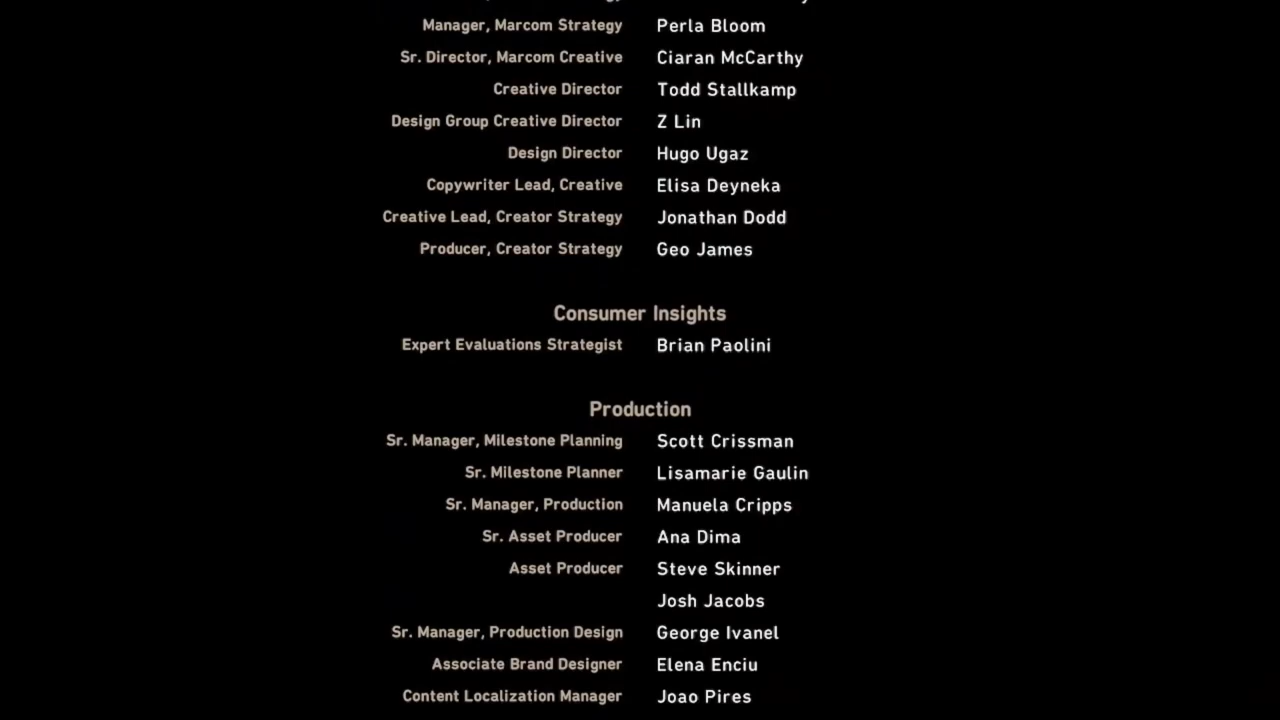 Manager, Marcom Strategy Perla Bloom
Sr. Director, Marcom Creative Ciaran McCarthy
Creative Director Todd Stallkamp
Design Group Creative Director Z Lin
Design Director Hugo Ugaz
Copywriter Lead, Creative Elisa Deyneka
Creative Lead, Creator Strategy Jonathan Dodd
Producer, Creator Strategy Geo James
Consumer Insights
Expert Evaluations Strategist Brian Paolini
Production
Sr. Manager, Milestone Planning Scott Crissman
Sr. Milestone Planner Lisamarie Gaulin
Sr. Manager, Production Manuela Cripps
Sr. Asset Producer Ana Dima
Asset Producer Steve Skinner
Josh Jacobs
Sr. Manager, Production Design George Ivanel
Associate Brand Designer Elena Enciu
Content Localization Manager Joao Pires